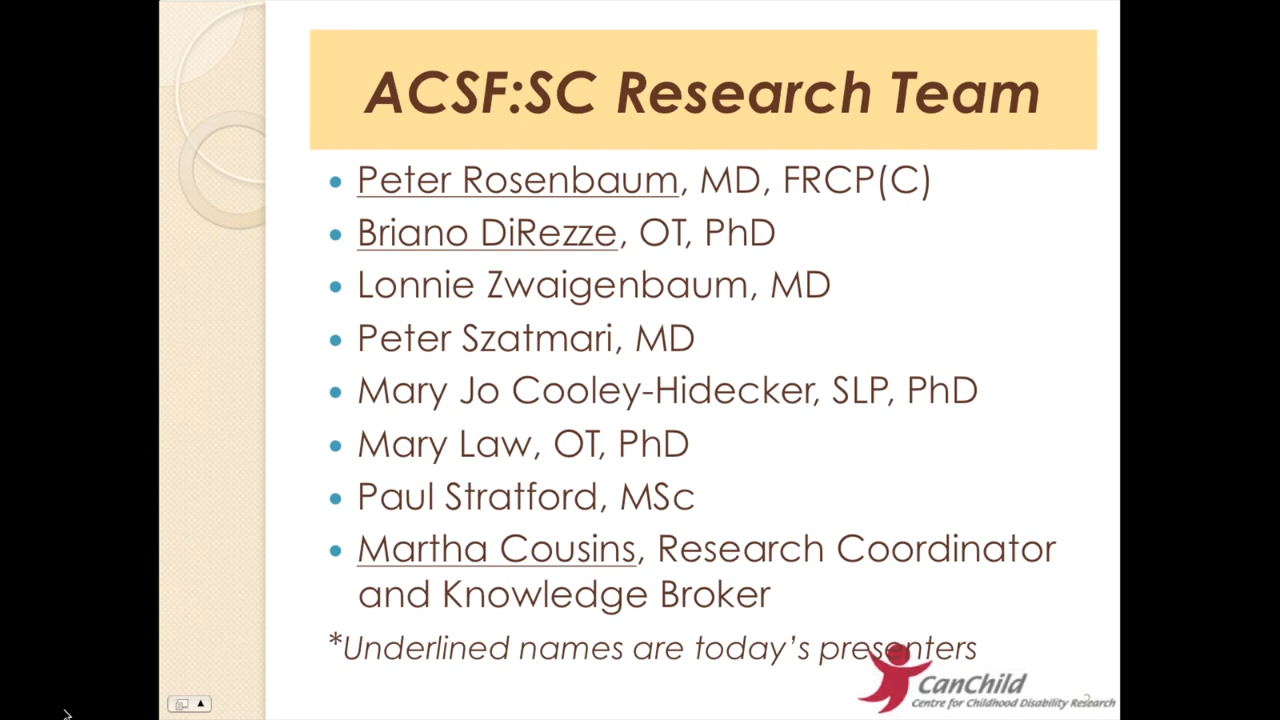 ACSF:SC Research Team
• Peter Rosenbaum, MD, FRCP(C)
• Briano DiRezze, OT, PhD
• Lonnie Zwaigenbaum, MD
• Peter Szatmari, MD
• Mary Jo Cooley-Hidecker, SLP, PhD
• Mary Law, OT, PhD
• Paul Stratford, MSc
• Martha Cousins, Research Coordinator
and Knowledge Broker
*Underlined names are today's presenters
CanChild
Centre for Childhood Disability Research
2